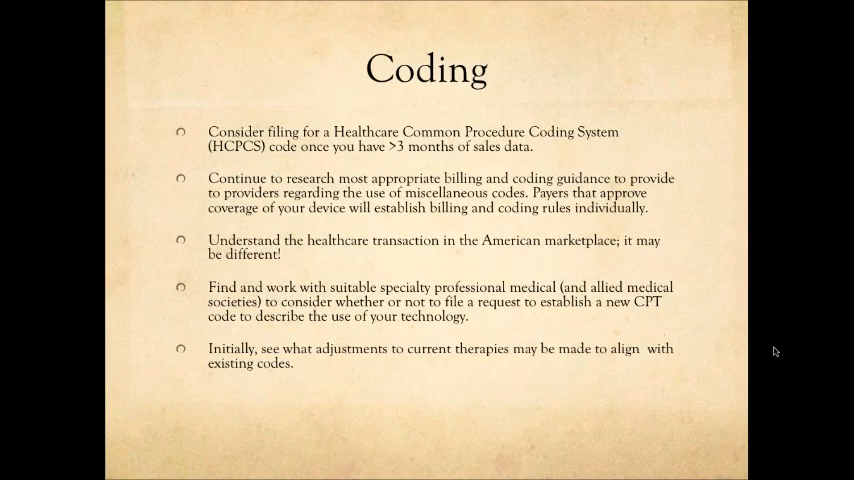 Coding
Consider filing for a Healthcare Common Procedure Coding System
(HCPCS) code once you have >3 months of sales data.
Continue to research most appropriate billing and coding guidance to provide
to providers regarding the use of miscellaneous codes. Payers that approve
coverage of your device will establish billing and coding rules individually.
Understand the healthcare transaction in the American marketplace; it may
be different!
Find and work with suitable specialty professional medical (and allied medical
societies) to consider whether or not to file a request to establish a new CPT
code to describe the use of your technology.
Initially, see what adjustments to current therapies may be made to align with
existing codes.